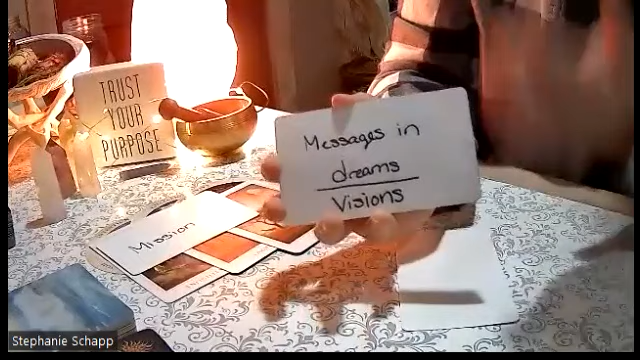 TRUST
YOUR
PURPOSE
Messages in
dreams
Visions
Mission
Stephanie Schapp